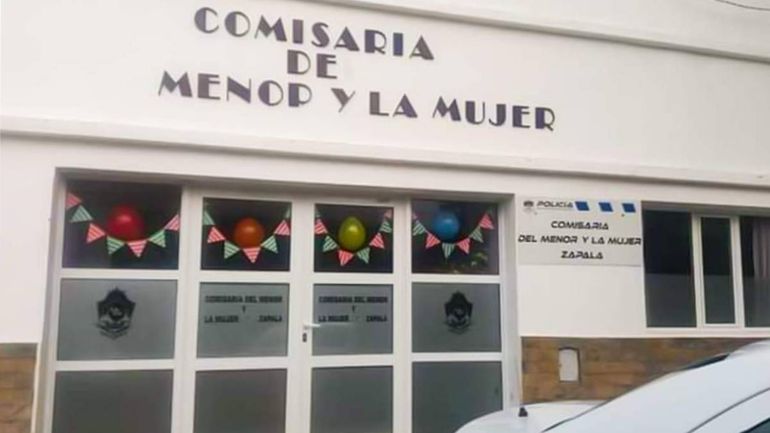 COMISARIA
DE
MENOR Y LA MUJER
POLICIA
COMISARIA
DEL MENOR Y LA MUJER
ZAPALA
COMISARIA DEL MENOR
Y
LA MUJER ZAPALA
COMISARIA DEL MENOR
Y
LA MUJER ZAPALA